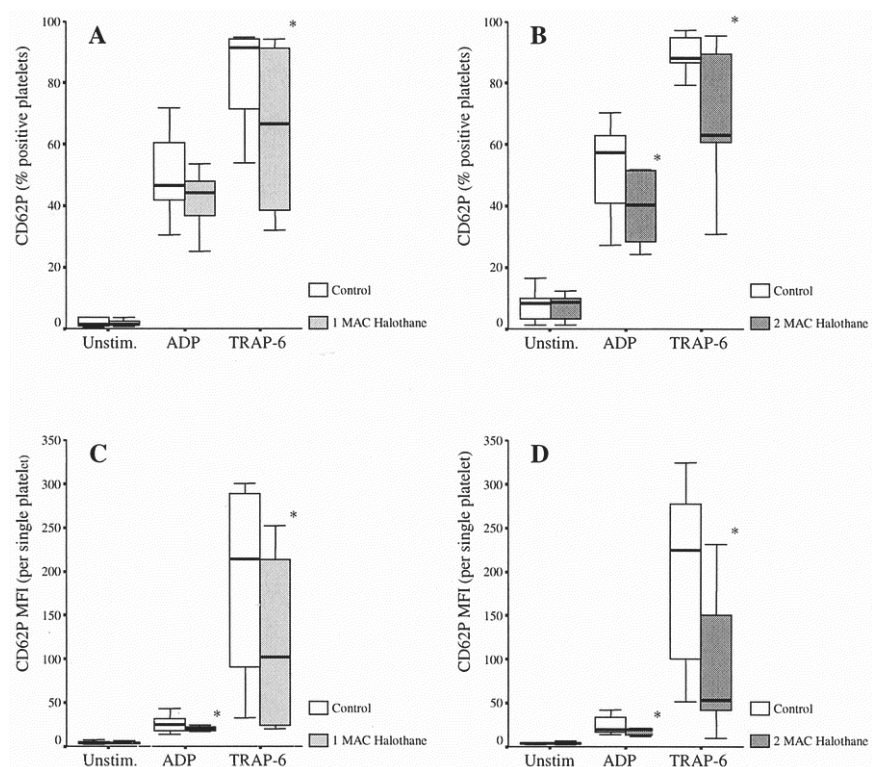 A
CD62P (% positive platelets)
100
80
60
40
20
0
*
Control
1 MAC Halothane
Unstim. ADP TRAP-6
B
CD62P (% positive platelets)
100
80
60
40
20
0
*
*
Control
2 MAC Halothane
Unstim. ADP TRAP-6
C
CD62P MFI (per single platelet)
350
300
250
200
150
100
50
0
*
*
Control
1 MAC Halothane
Unstim. ADP TRAP-6
D
CD62P MFI (per single platelet)
350
300
250
200
150
100
50
0
*
*
Control
2 MAC Halothane
Unstim ADP TRAP-6